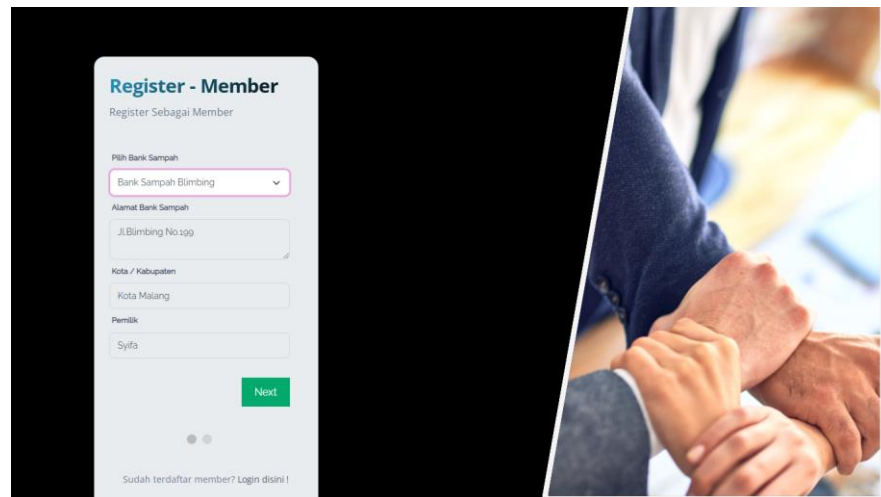 Register - Member
Register Sebagai Member
Pilih Bank Sampah
Bank Sampah Blimbing
Alamat Bank Sampah
Jl.Blimbing No.199
Kota / Kabupaten
Kota Malang
Pemilik
Syifa
Next
Sudah terdaftar member? Login disini !